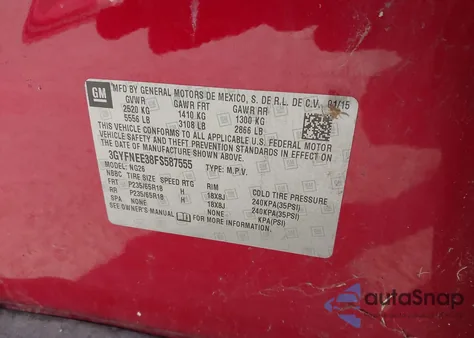 GM
MFD BY GENERAL MOTORS DE MEXICO, S. DE R.L. DE C.V. 01/15
GVWR GAWR FRT GAWR RR
2520 KG 1410 KG 1300 KG
5556 LB 3108 LB 2866 LB
THIS VEHICLE CONFORMS TO ALL APPLICABLE U.S. FEDERAL MOTOR
VEHICLE SAFETY AND THEFT PREVENTION STANDARDS IN EFFECT ON
THE DATE OF MANUFACTURE SHOWN ABOVE.
3GYFNEE38FS587555 TYPE: M.P.V.
MODEL: NG26
NBBC TIRE SIZE SPEED RTG RIM COLD TIRE PRESSURE
FRT P235/65R18 H 18X8J 240KPA(35PSI)
RR P235/65R18 H 18X8J 240KPA(35PSI)
SPA NONE NONE KPA(PSI)
SEE OWNER'S MANUAL FOR MORE INFORMATION.
autoSnap